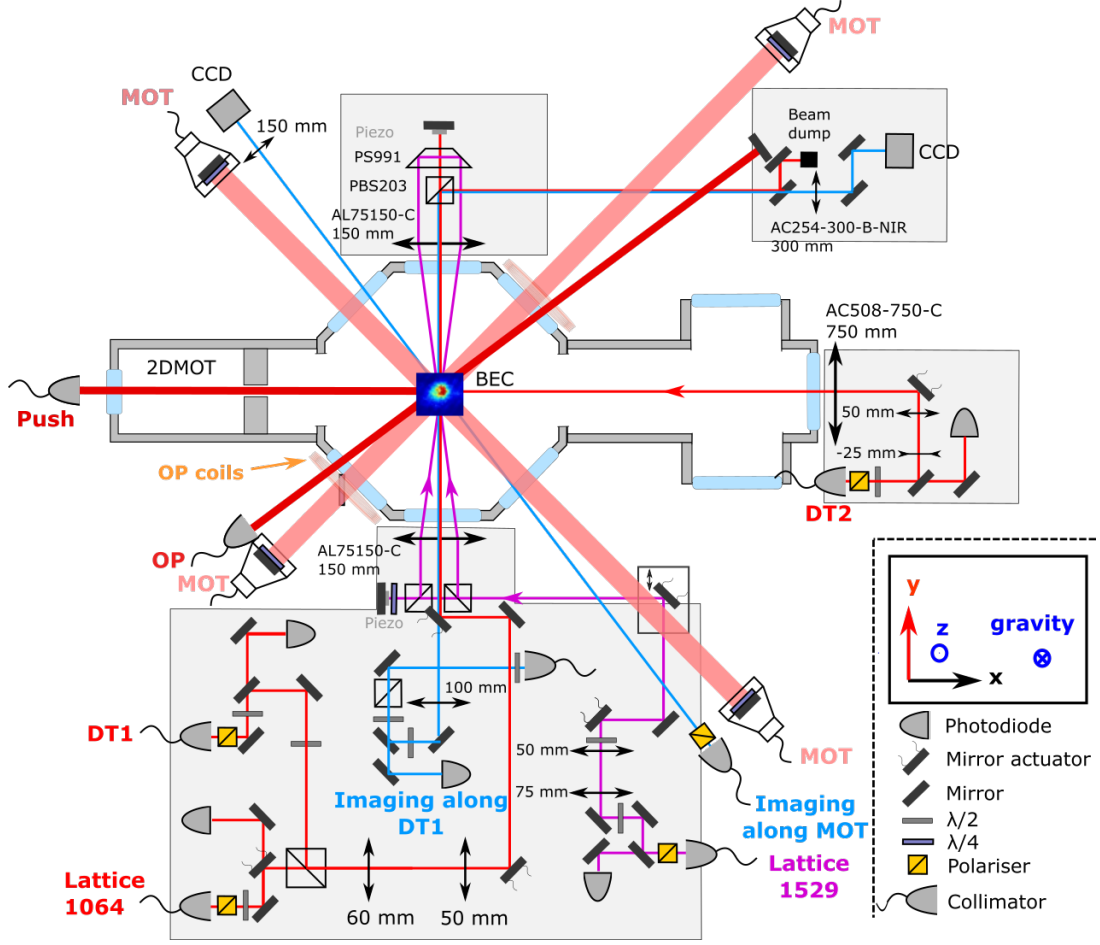 MOT
CCD
MOT
150 mm
Piezo
PS991
PBS203
AL75150-C
150 mm
Beam
dump
CCD
AC254-300-B-NIR
300 mm
AC508-750-C
750 mm
2DMOT
BEC
Push
50 mm
-25 mm
OP coils
DT2
OP
MOT
AL75150-C
150 mm
Piezo
y
z
gravity
x
100 mm
DT1
50 mm
75 mm
MOT
Imaging along
DT1
Imaging
along MOT
Lattice
1529
Lattice
1064
60 mm
50 mm
Photodiode
Mirror actuator
Mirror
λ/2
λ/4
Polariser
Collimator